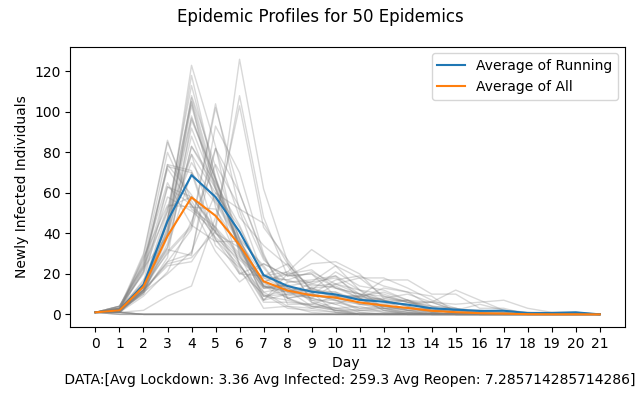 Epidemic Profiles for 50 Epidemics
Newly Infected Individuals
120
100
80
60
40
20
0
Average of Running
Average of All
0 1 2 3 4 5 6 7 8 9 10 11 12 13 14 15 16 17 18 19 20 21
Day
DATA:[Avg Lockdown: 3.36 Avg Infected: 259.3 Avg Reopen: 7.285714285714286]